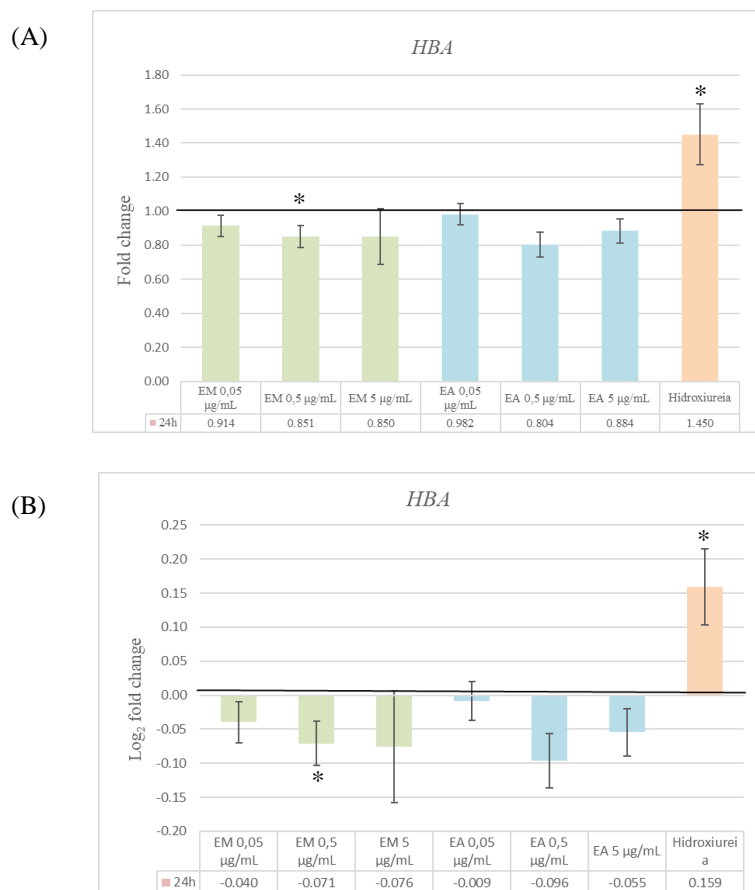 (A)
HBA
1.80
1.60
*
1.40
1.20
*
1.00
0.80
0.60
0.40
0.20
0.00
Fold change
EM 0,05 EM 0,5 µg/mL EM 5 µg/mL EA 0,05 EA 0,5 µg/mL EA 5 µg/mL Hidroxiureia
µg/mL µg/mL
24h 0.914 0.851 0.850 0.982 0.804 0.884 1.450
(B)
HBA
0.25
*
0.20
0.15
0.10
0.05
0.00
-0.05
-0.10
*
-0.15
-0.20
Log2 fold change
EM 0,05 EM 0,5 EM 5 EA 0,05 EA 0,5 EA 5 µg/mL Hidroxiurei
µg/mL µg/mL µg/mL µg/mL µg/mL a
24h -0.040 -0.071 -0.076 -0.009 -0.096 -0.055 0.159